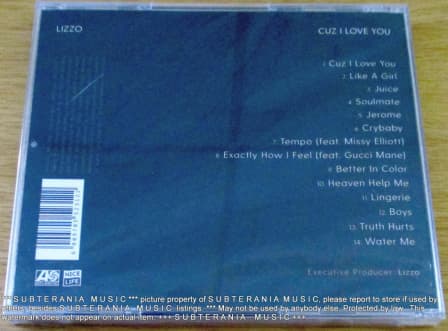 LIZZO
CUZ I LOVE YOU
1. Cuz I Love You
2. Like A Girl
3. Juice
4. Soulmate
5. Jerome
6. Crybaby
7. Tempo (feat. Missy Elliott)
8. Exactly How I Feel (feat. Gucci Mane)
9. Better In Color
10. Heaven Help Me
11. Lingerie
12. Boys
13. Truth Hurts
14. Water Me
NICE
LIFE
Executive Producer: Lizzo
*** S U B T E R A N I A M U S I C *** picture property of S U B T E R A N I A M U S I C, please report to store if used by
besides S U B T E R A N I A M U S I C listings. *** May not be used by anybody else. Protected by law. This
watermark does not appear on actual item. *** S U B T E R A N I A M U S I C ***